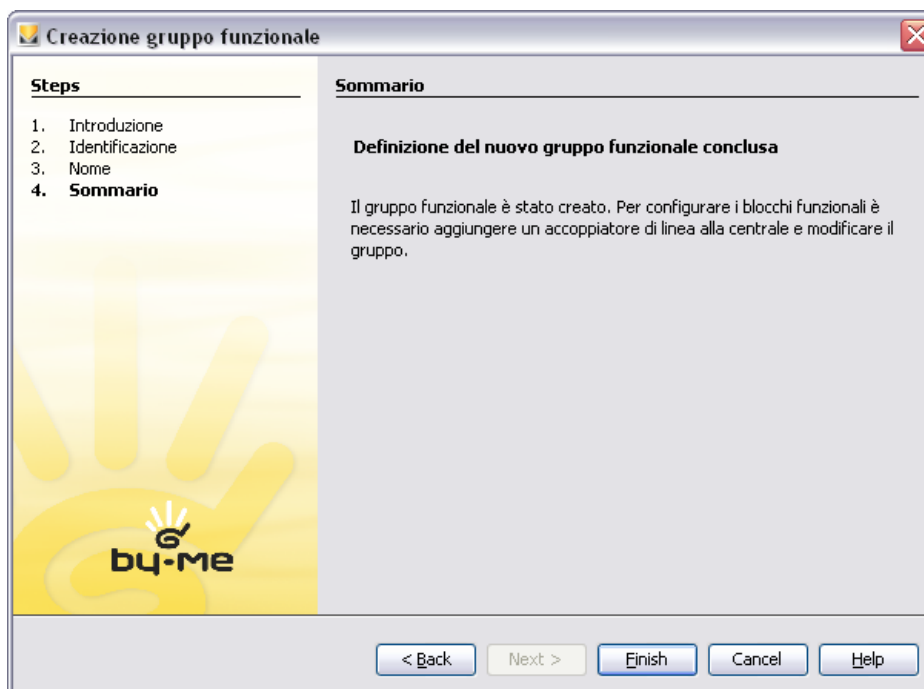 Creazione gruppo funzionale
Steps
1. Introduzione
2. Identificazione
3. Nome
4. Sommario
by-me
Sommario
Definizione del nuovo gruppo funzionale conclusa
Il gruppo funzionale è stato creato. Per configurare i blocchi funzionali è
necessario aggiungere un accoppiatore di linea alla centrale e modificare il
gruppo.
< Back Next > Finish Cancel Help